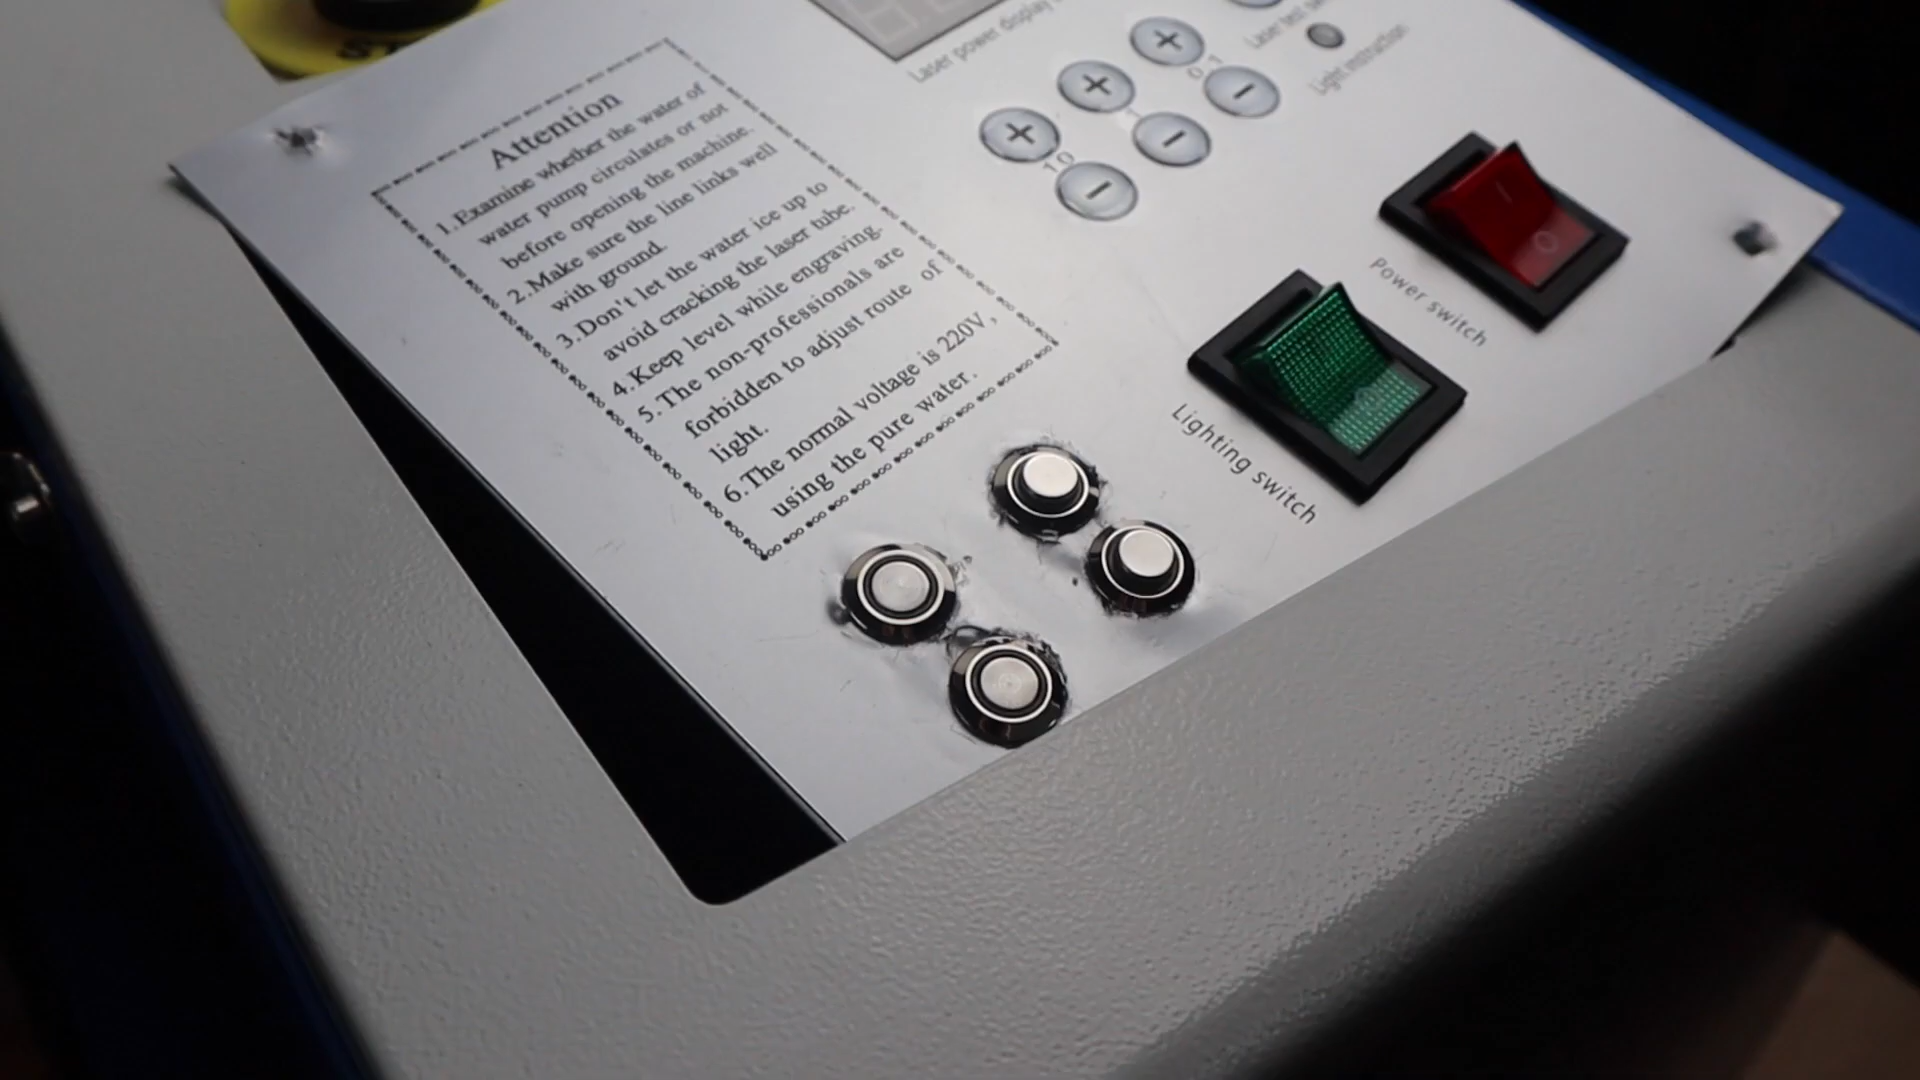 Attention
1.Examine whether the water of
water pump circulates or not
before opening the machine.
2.Make sure the line links well
with ground.
3.Don't let the water ice up to
avoid cracking the laser tube.
4.Keep level while engraving.
5.The non-professionals are
forbidden to adjust route of
light.
6.The normal voltage is 220V,
using the pure water.
Laser power display
+
+
+
10
1
0.1
-
-
-
Laser test
Light instruction
Power switch
Lighting switch